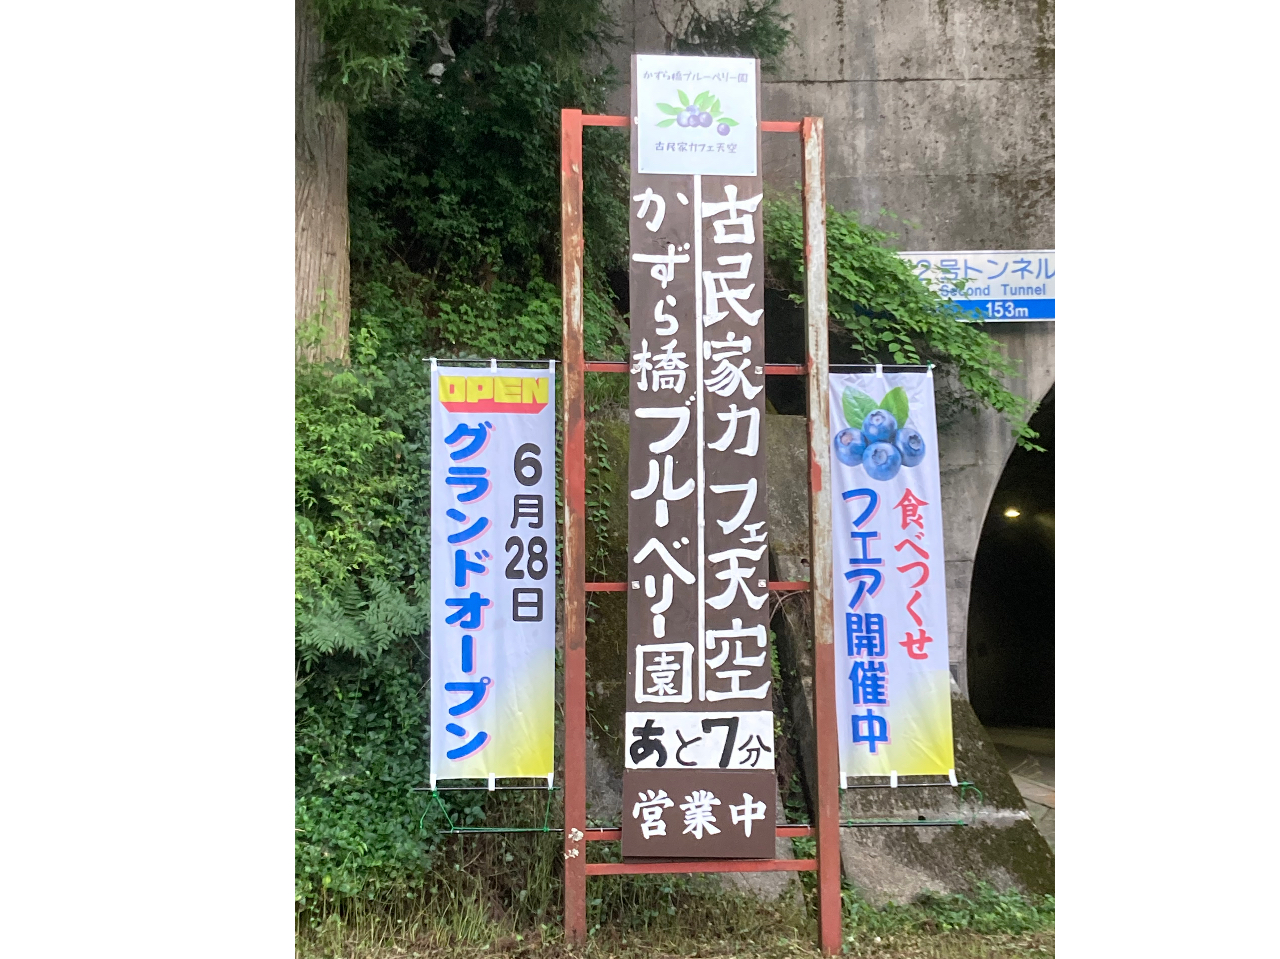 かずら橋ブルーベリー園
古民家カフェ天空
古民家カフェ天空
かずら橋ブルーベリー園
あと7分
営業中
OPEN
6月28日
グランドオープン
食べつくせ
フェア開催中
2号トンネル
Second Tunnel
153m